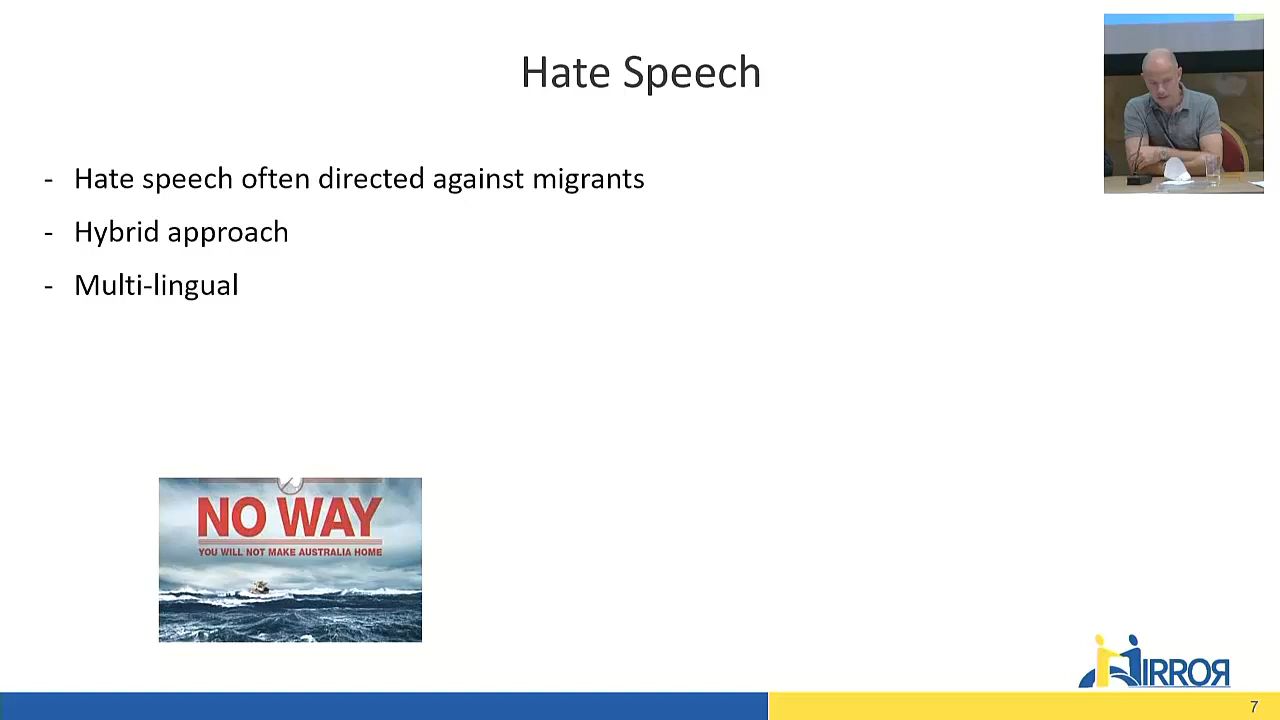 Hate Speech
- Hate speech often directed against migrants
- Hybrid approach
- Multi-lingual
NO WAY
YOU WILL NOT MAKE AUSTRALIA HOME
MIRROR
7